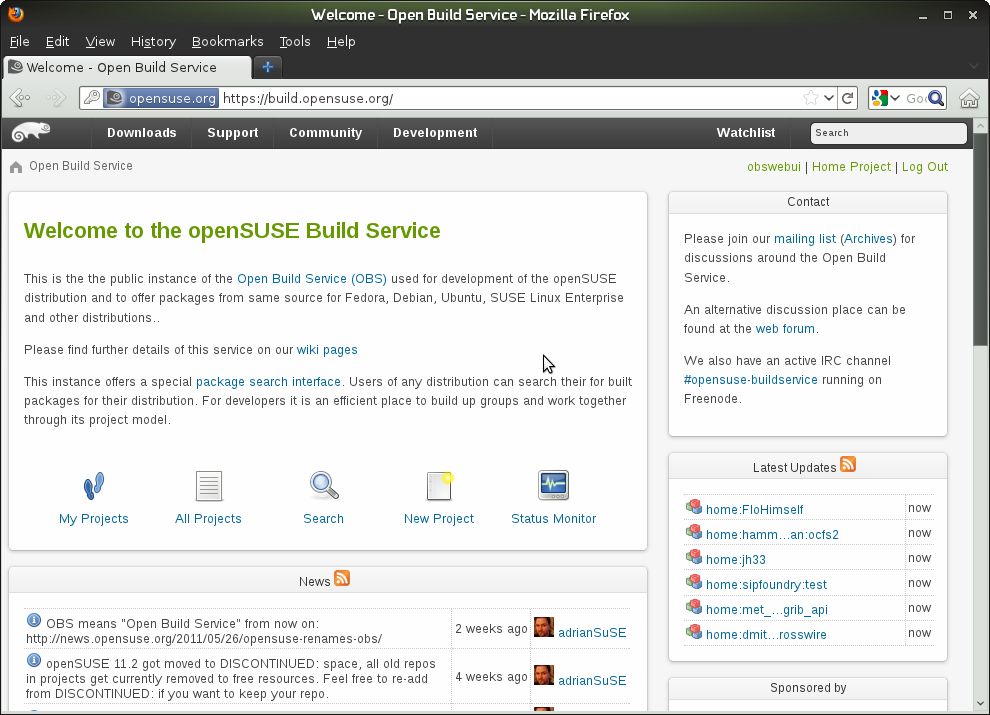 Welcome - Open Build Service - Mozilla Firefox
File Edit View History Bookmarks Tools Help
Welcome - Open Build Service
opensuse.org https://build.opensuse.org/
Downloads Support Community Development Watchlist Search
Open Build Service
obswebui | Home Project | Log Out
Welcome to the openSUSE Build Service
This is the the public instance of the Open Build Service (OBS) used for development of the openSUSE
distribution and to offer packages from same source for Fedora, Debian, Ubuntu, SUSE Linux Enterprise
and other distributions..
Please find further details of this service on our wiki pages
This instance offers a special package search interface. Users of any distribution can search their for built
packages for their distribution. For developers it is an efficient place to build up groups and work together
through its project model.
My Projects All Projects Search New Project Status Monitor
News
OBS means "Open Build Service" from now on:
http://news.opensuse.org/2011/05/26/opensuse-renames-obs/
2 weeks ago adrianSuSE
openSUSE 11.2 got moved to DISCONTINUED: space, all old repos
in projects get currently removed to free resources. Feel free to re-add
from DISCONTINUED: if you want to keep your repo.
4 weeks ago adrianSuSE
Contact
Please join our mailing list (Archives) for
discussions around the Open Build
Service.
An alternative discussion place can be
found at the web forum.
We also have an active IRC channel
#opensuse-buildservice running on
Freenode.
Latest Updates
home:FloHimself now
home:hamm...an:ocfs2 now
home:jh33 now
home:sipfoundry:test now
home:met_...grib_api now
home:dmit...rosswire now
Sponsored by